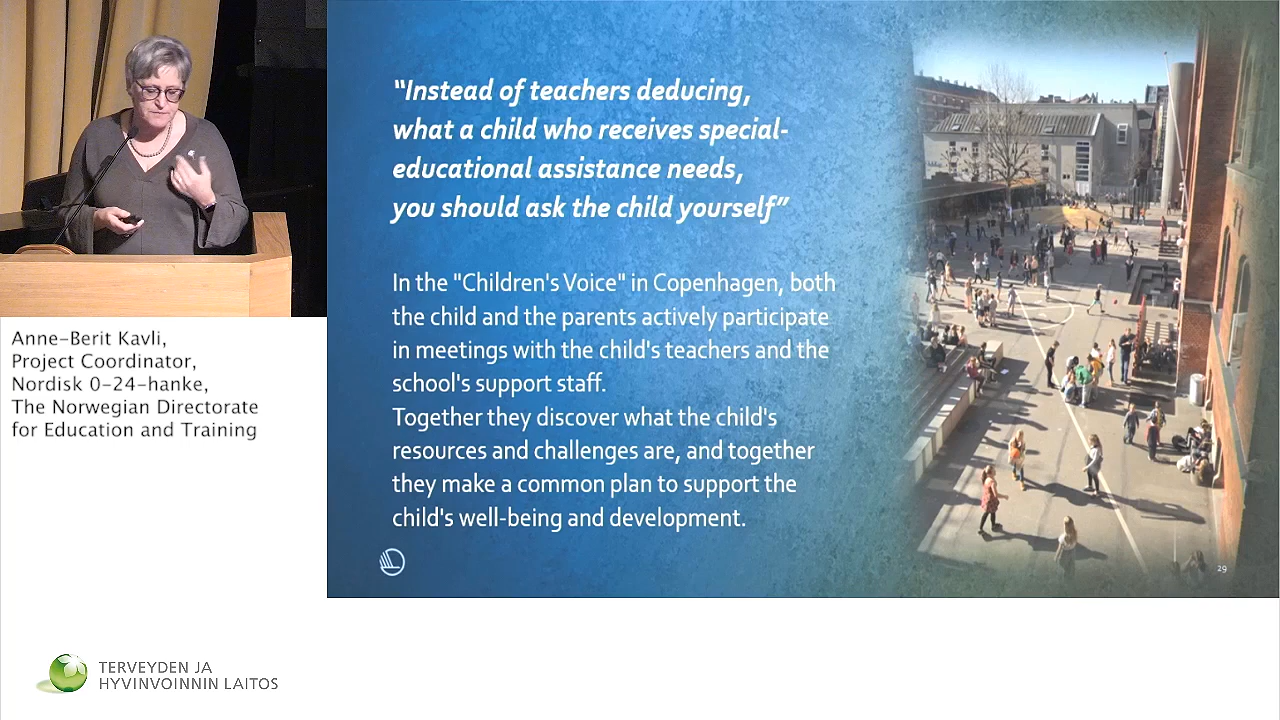 “Instead of teachers deducing,
what a child who receives special-
educational assistance needs,
you should ask the child yourself”
In the "Children's Voice" in Copenhagen, both
the child and the parents actively participate
in meetings with the child's teachers and the
school's support staff.
Together they discover what the child's
resources and challenges are, and together
they make a common plan to support the
child's well-being and development.
29
Anne-Berit Kavli,
Project Coordinator,
Nordisk 0-24-hanke,
The Norwegian Directorate
for Education and Training
TERVEYDEN JA
HYVINVOINNIN LAITOS